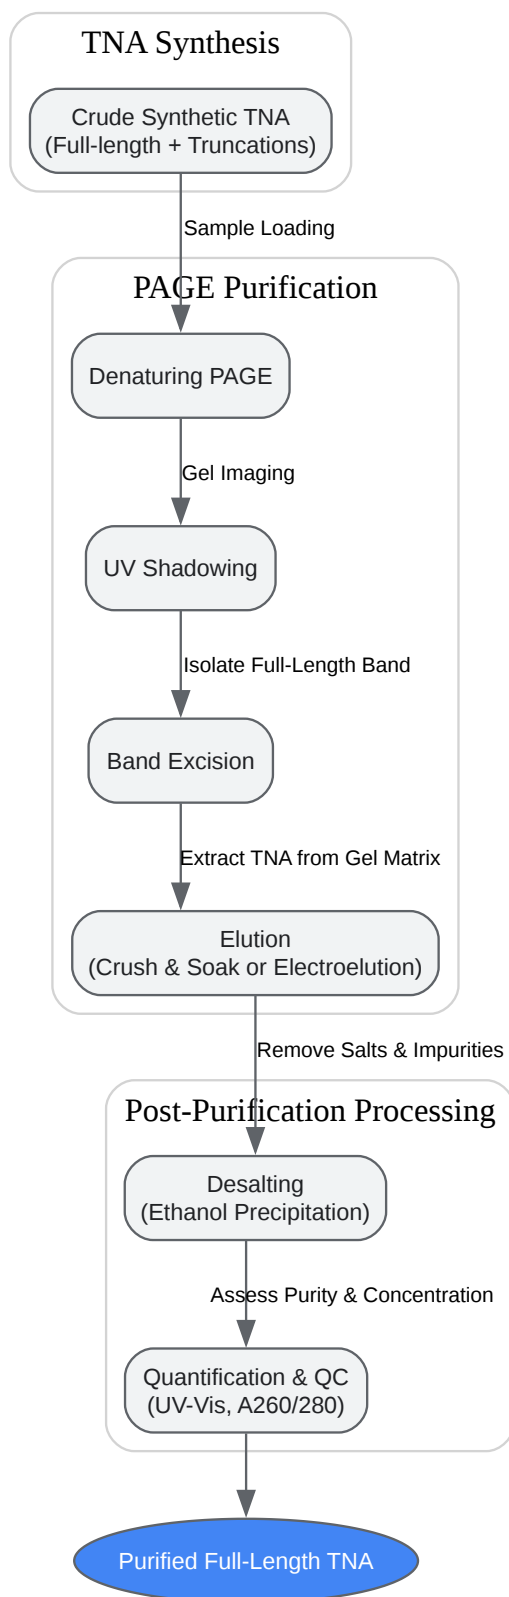 TNA Synthesis
Crude Synthetic TNA
(Full-length + Truncations)
Sample Loading
PAGE Purification
Denaturing PAGE
Gel Imaging
UV Shadowing
Isolate Full-Length Band
Band Excision
Extract TNA from Gel Matrix
Elution
(Crush & Soak or Electroelution)
Remove Salts & Impurities
Post-Purification Processing
Desalting
(Ethanol Precipitation)
Assess Purity & Concentration
Quantification & QC
(UV-Vis, A260/280)
Purified Full-Length TNA